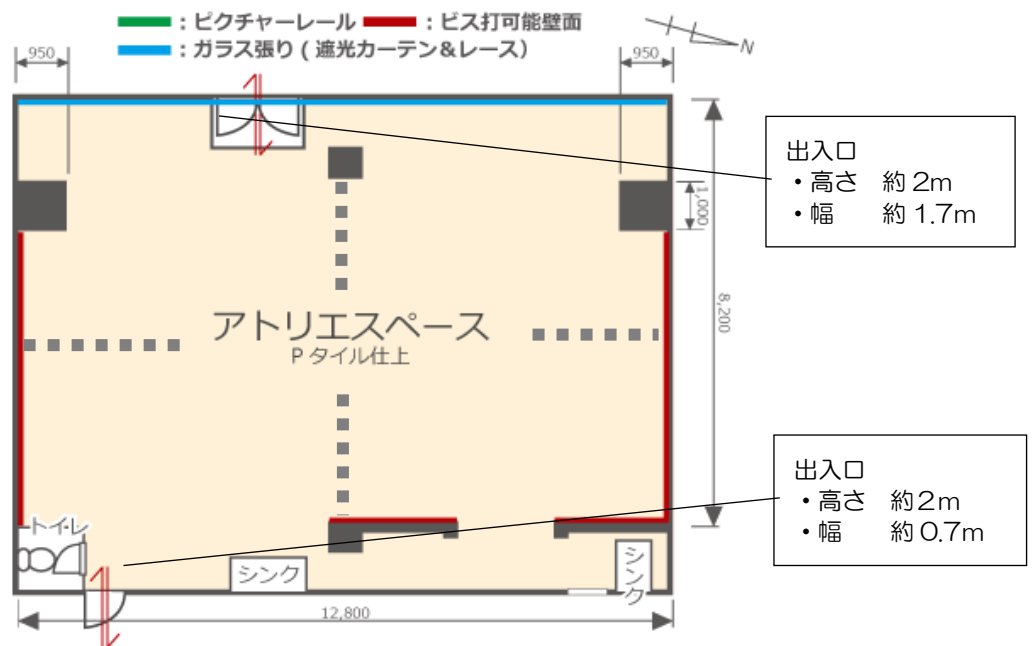 ：ピクチャーレール ：ビス打可能壁面
：ガラス張り ( 遮光カーテン＆レース）
N
950
950
出入口
・高さ　約２ｍ
・幅　　約１.７ｍ
1,000
8,200
アトリエスペース
P タイル仕上
出入口
・高さ　約２ｍ
・幅　　約０.７ｍ
トイレ
シンク
シンク
12,800